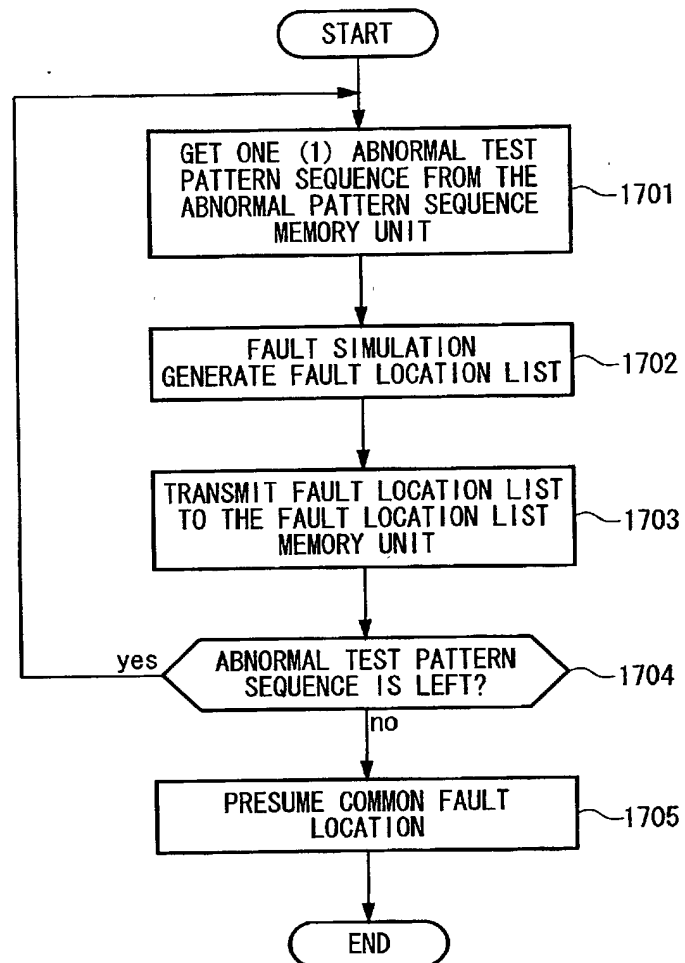 START
GET ONE (1) ABNORMAL TEST
PATTERN SEQUENCE FROM THE
ABNORMAL PATTERN SEQUENCE
MEMORY UNIT
1701
FAULT SIMULATION
GENERATE FAULT LOCATION LIST
1702
TRANSMIT FAULT LOCATION LIST
TO THE FAULT LOCATION LIST
MEMORY UNIT
1703
yes
ABNORMAL TEST PATTERN
SEQUENCE IS LEFT?
1704
no
PRESUME COMMON FAULT
LOCATION
1705
END